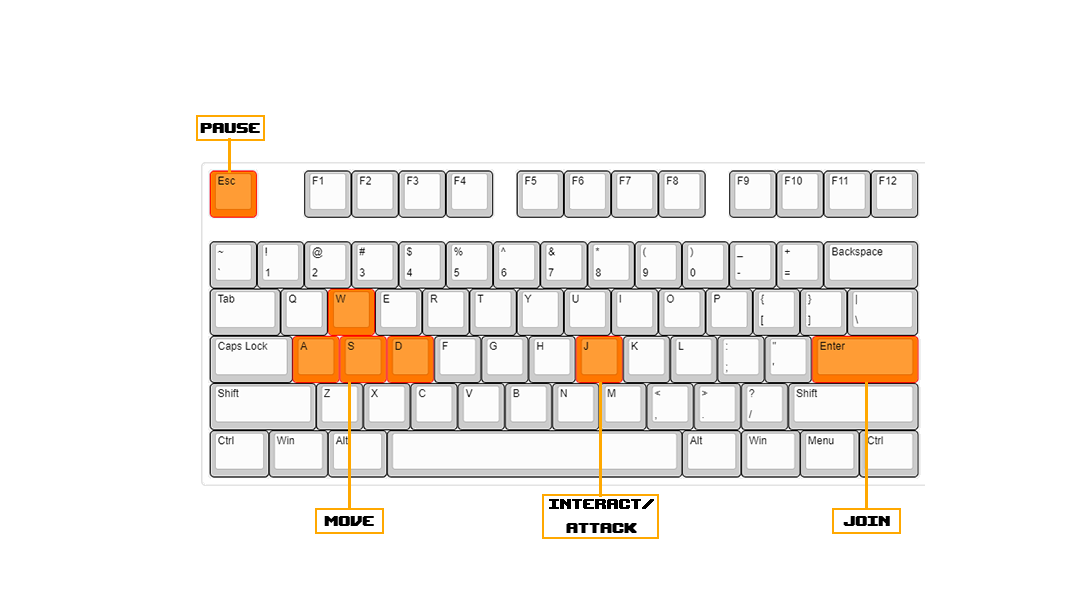 PAUSE
Esc F1 F2 F3 F4 F5 F6 F7 F8 F9 F10 F11 F12
~ ! @ # $ % ^ & * ( ) _ + Backspace
` 1 2 3 4 5 6 7 8 9 0 - =
Tab Q W E R T Y U I O P { } |
[ ] \
Caps Lock A S D F G H J K L : " Enter
; '
Shift Z X C V B N M < > ? Shift
, . /
Ctrl Win Alt Alt Win Menu Ctrl
MOVE
INTERACT/
ATTACK
JOIN